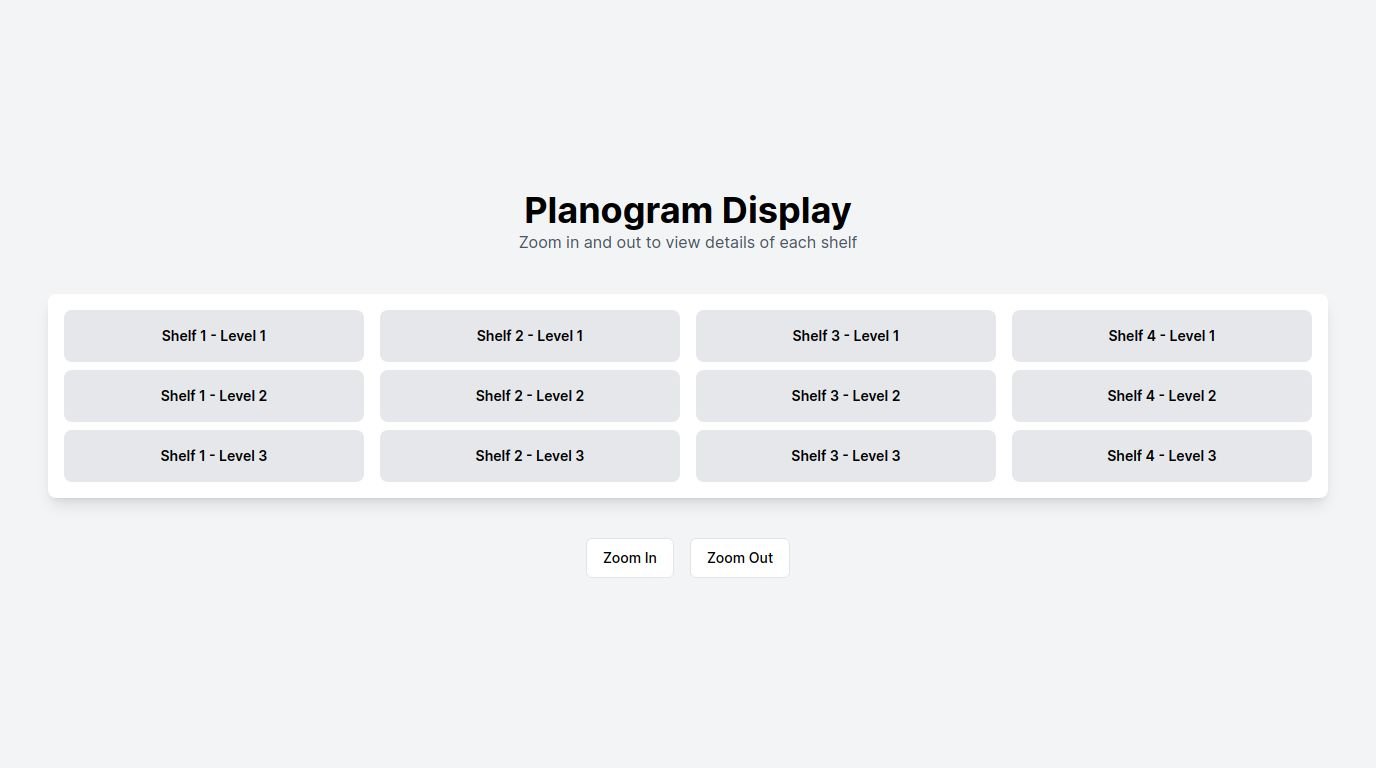 Planogram Display
Zoom in and out to view details of each shelf
Shelf 1 - Level 1
Shelf 2 - Level 1
Shelf 3 - Level 1
Shelf 4 - Level 1
Shelf 1 - Level 2
Shelf 2 - Level 2
Shelf 3 - Level 2
Shelf 4 - Level 2
Shelf 1 - Level 3
Shelf 2 - Level 3
Shelf 3 - Level 3
Shelf 4 - Level 3
Zoom In
Zoom Out